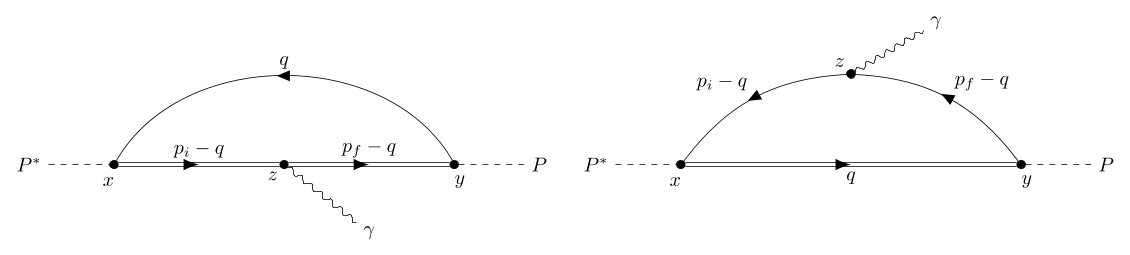 q
p_i − q
p_f − q
P*
P
x
z
y
γ
γ
z
p_i − q
p_f − q
P*
P
x
q
y